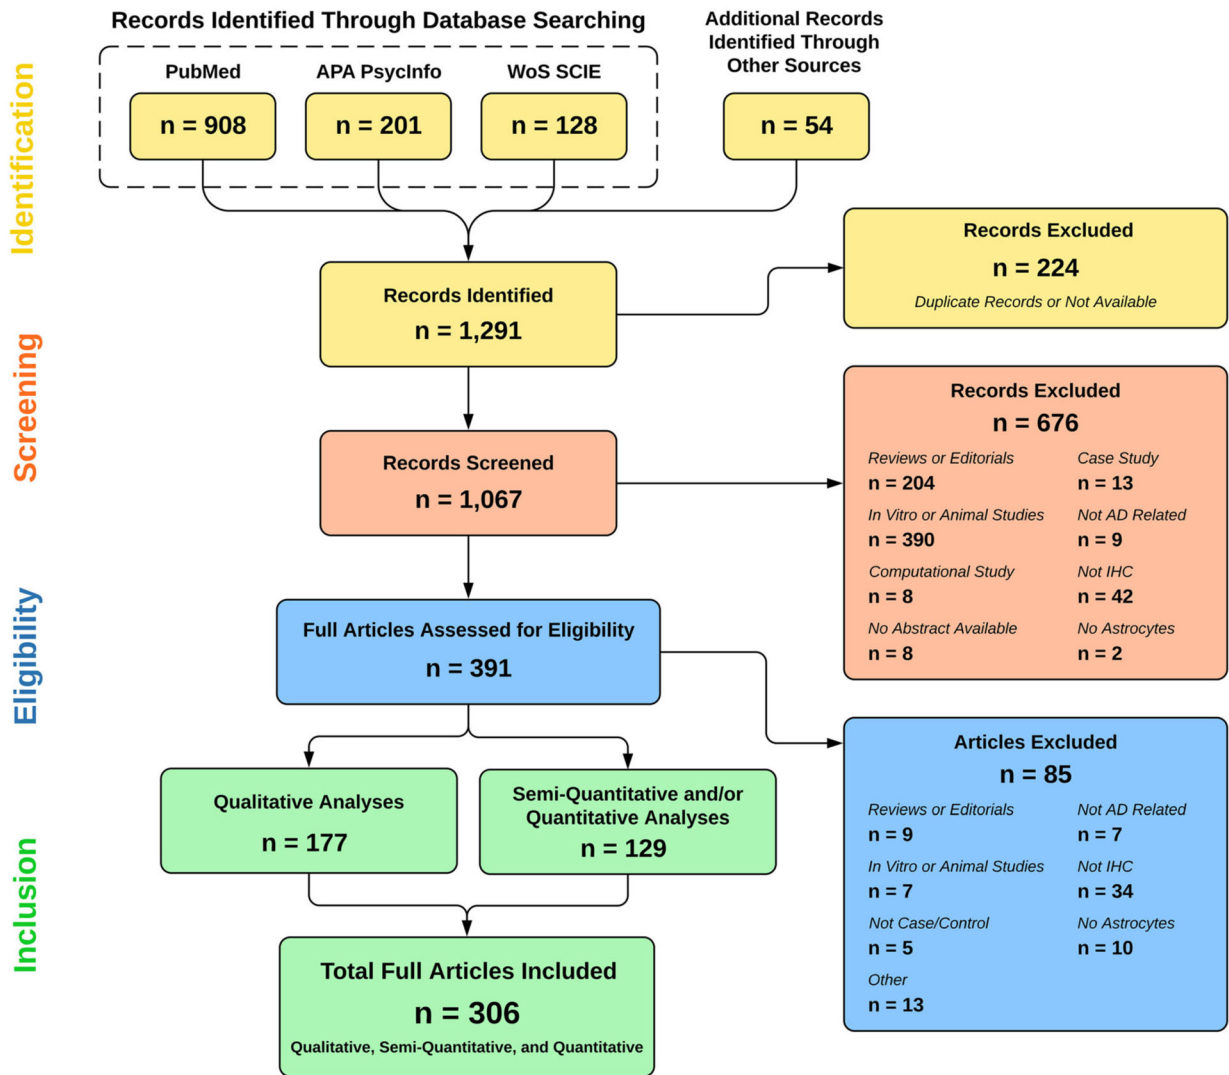 Records Identified Through Database Searching
PubMed
n = 908
APA PsycInfo
n = 201
WoS SCIE
n = 128
Additional Records
Identified Through
Other Sources
n = 54
Identification
Records Identified
n = 1,291
Records Excluded
n = 224
Duplicate Records or Not Available
Screening
Records Screened
n = 1,067
Records Excluded
n = 676
Reviews or Editorials
n = 204
Case Study
n = 13
In Vitro or Animal Studies
n = 390
Not AD Related
n = 9
Computational Study
n = 8
Not IHC
n = 42
No Abstract Available
n = 8
No Astrocytes
n = 2
Eligibility
Full Articles Assessed for Eligibility
n = 391
Articles Excluded
n = 85
Reviews or Editorials
n = 9
Not AD Related
n = 7
In Vitro or Animal Studies
n = 7
Not IHC
n = 34
Not Case/Control
n = 5
No Astrocytes
n = 10
Other
n = 13
Inclusion
Qualitative Analyses
n = 177
Semi-Quantitative and/or
Quantitative Analyses
n = 129
Total Full Articles Included
n = 306
Qualitative, Semi-Quantitative, and Quantitative